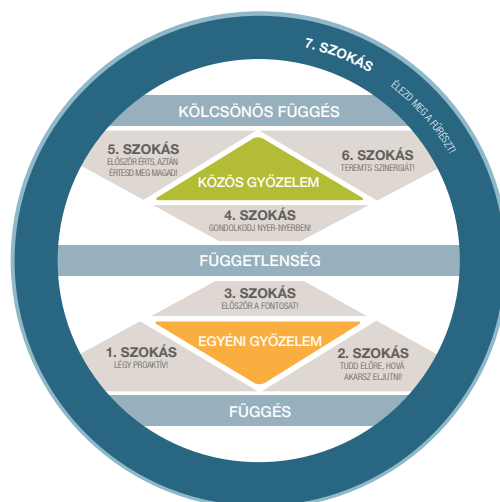 7. SZOKÁS
ÉLEZD MEG A FŰRÉSZT!
KÖLCSÖNÖS FÜGGÉS
5. SZOKÁS
ELŐSZÖR ÉRTS, AZTÁN
ÉRTESD MEG MAGAD!
6. SZOKÁS
TEREMTS SZINERGIÁT!
KÖZÖS GYŐZELEM
4. SZOKÁS
GONDOLKODJ NYER-NYERBEN!
FÜGGETLENSÉG
3. SZOKÁS
ELŐSZÖR A FONTOSAT!
EGYÉNI GYŐZELEM
1. SZOKÁS
LÉGY PROAKTÍV!
2. SZOKÁS
TUDD ELŐRE, HOVÁ
AKARSZ ELJUTNI!
FÜGGÉS